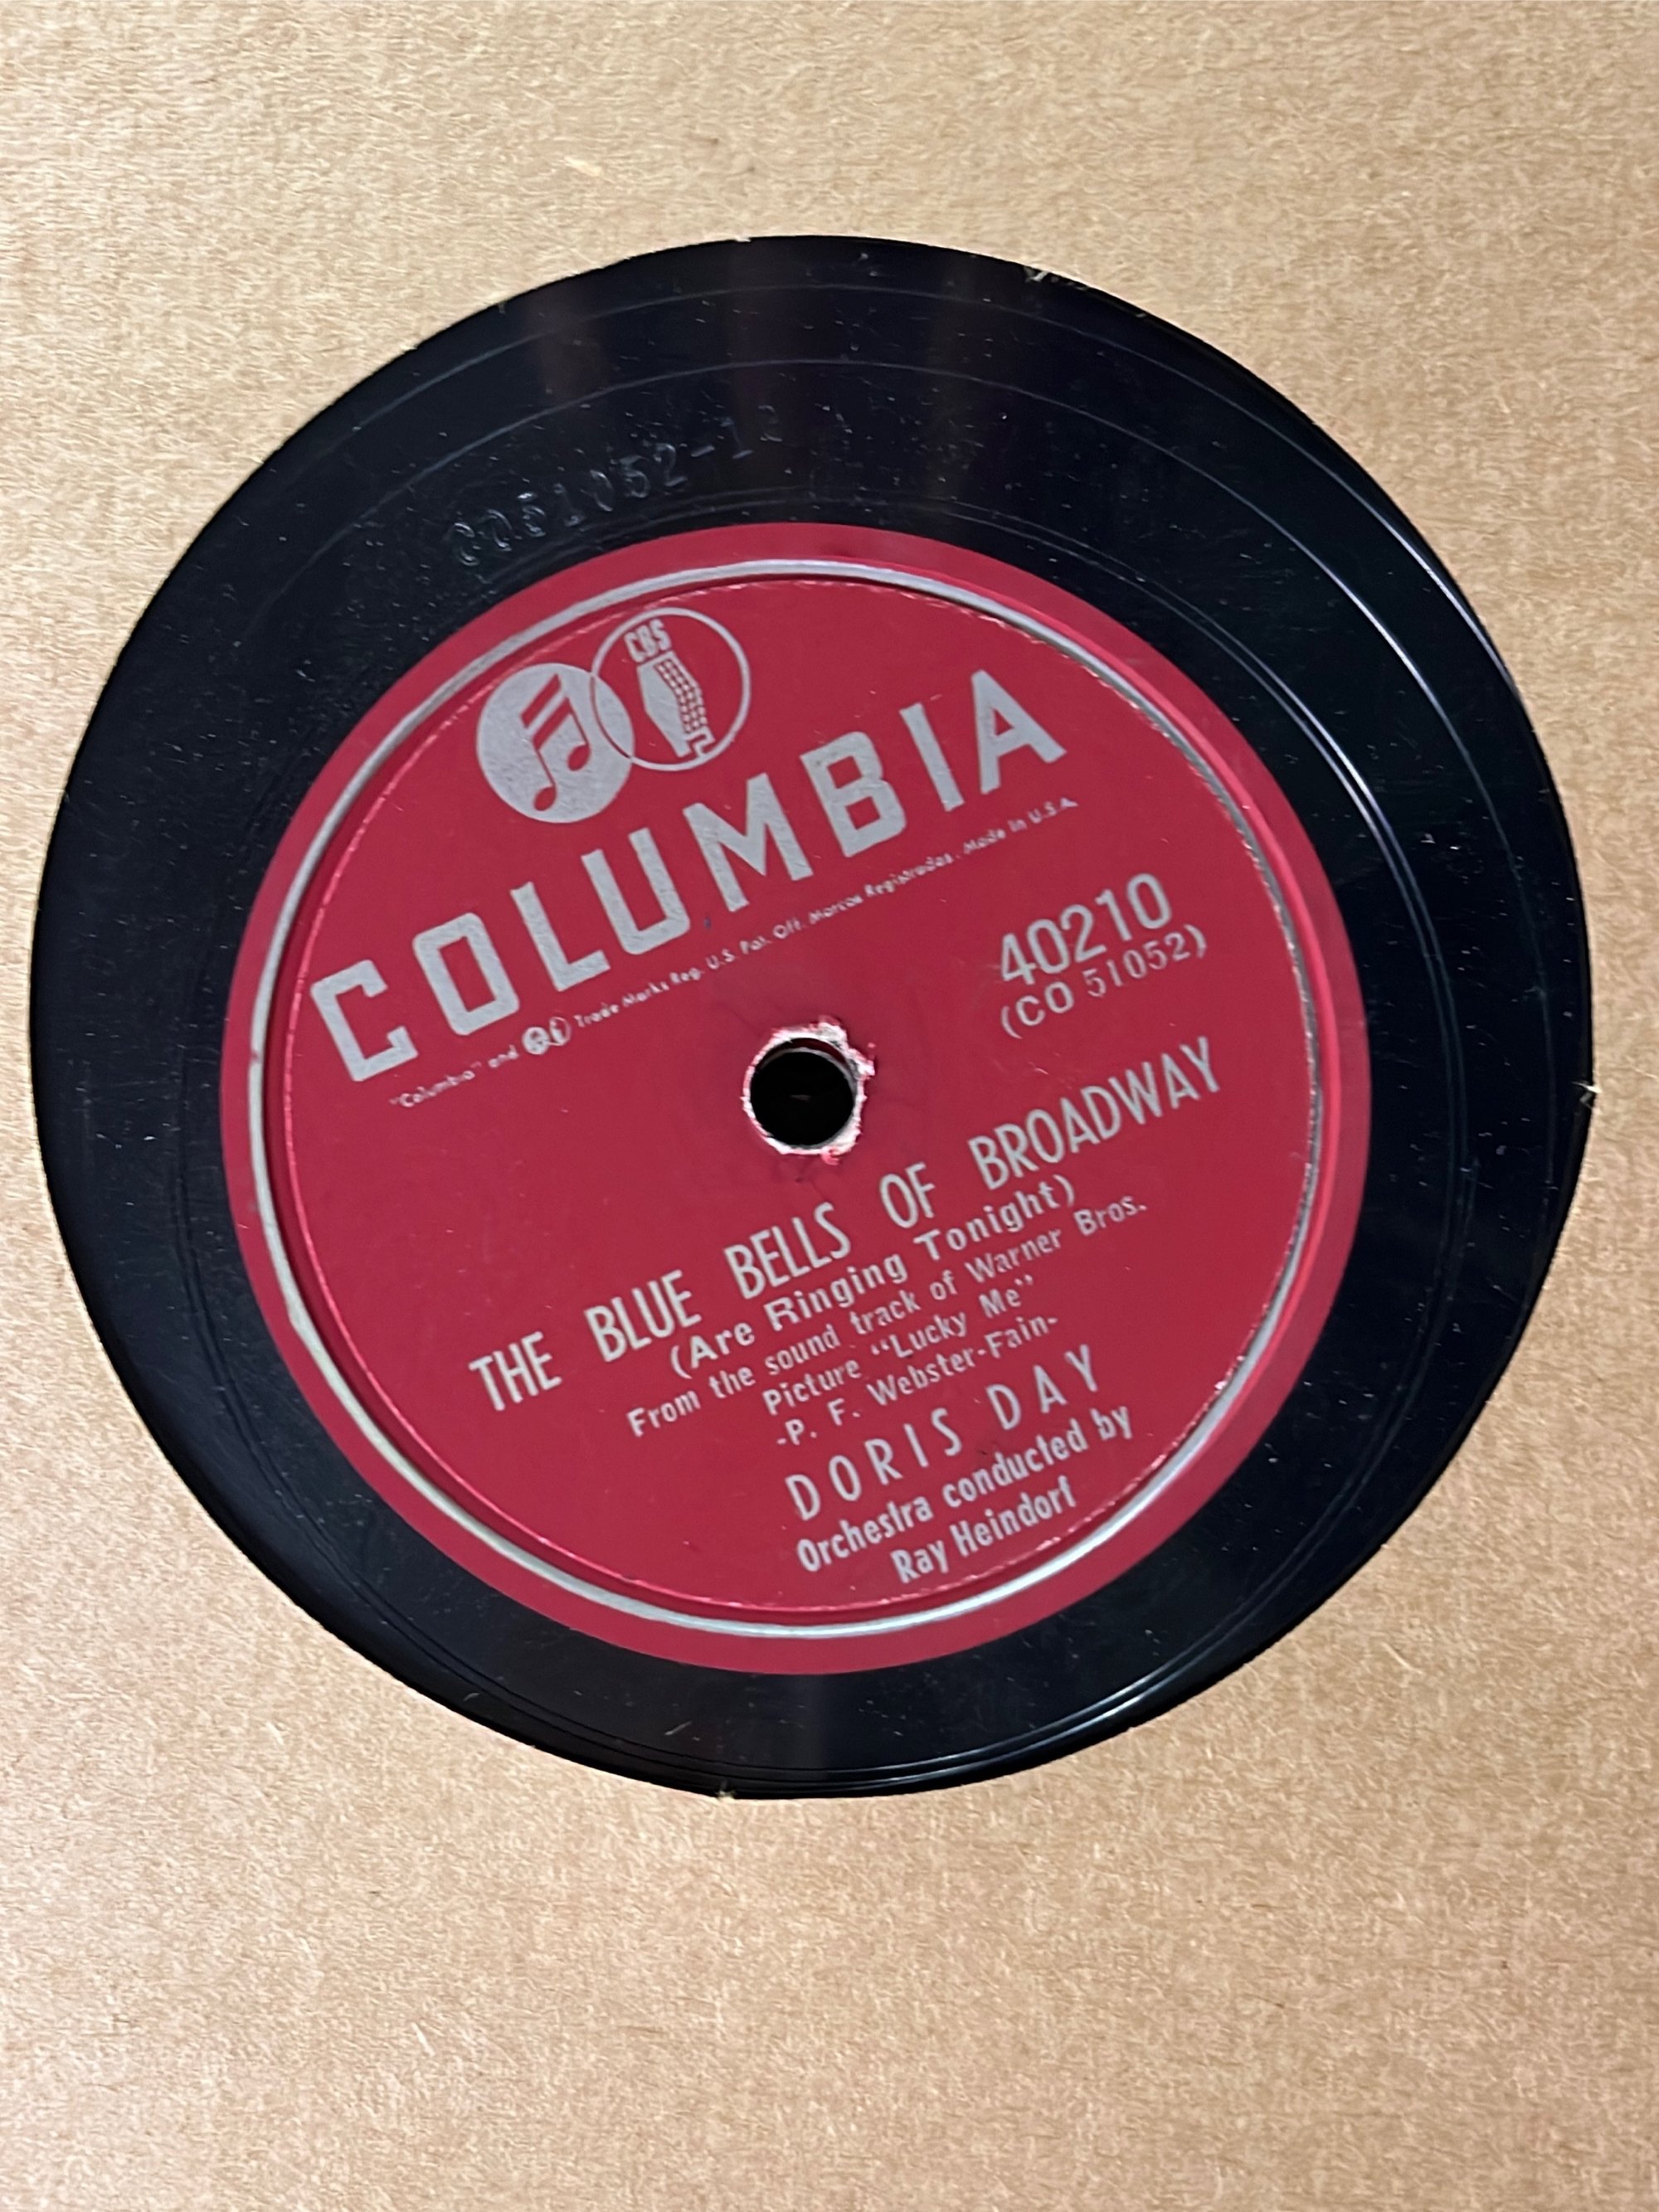 CO51052-1
CBS
COLUMBIA
"Columbia" and Trade Marks Reg. U.S. Pat. Off. Marcas Registradas. Made in U.S.A.
40210
(CO 51052)
THE BLUE BELLS OF BROADWAY
(Are Ringing Tonight)
From the sound track of Warner Bros.
Picture "Lucky Me"
-P. F. Webster-Fain-
DORIS DAY
Orchestra conducted by
Ray Heindorf